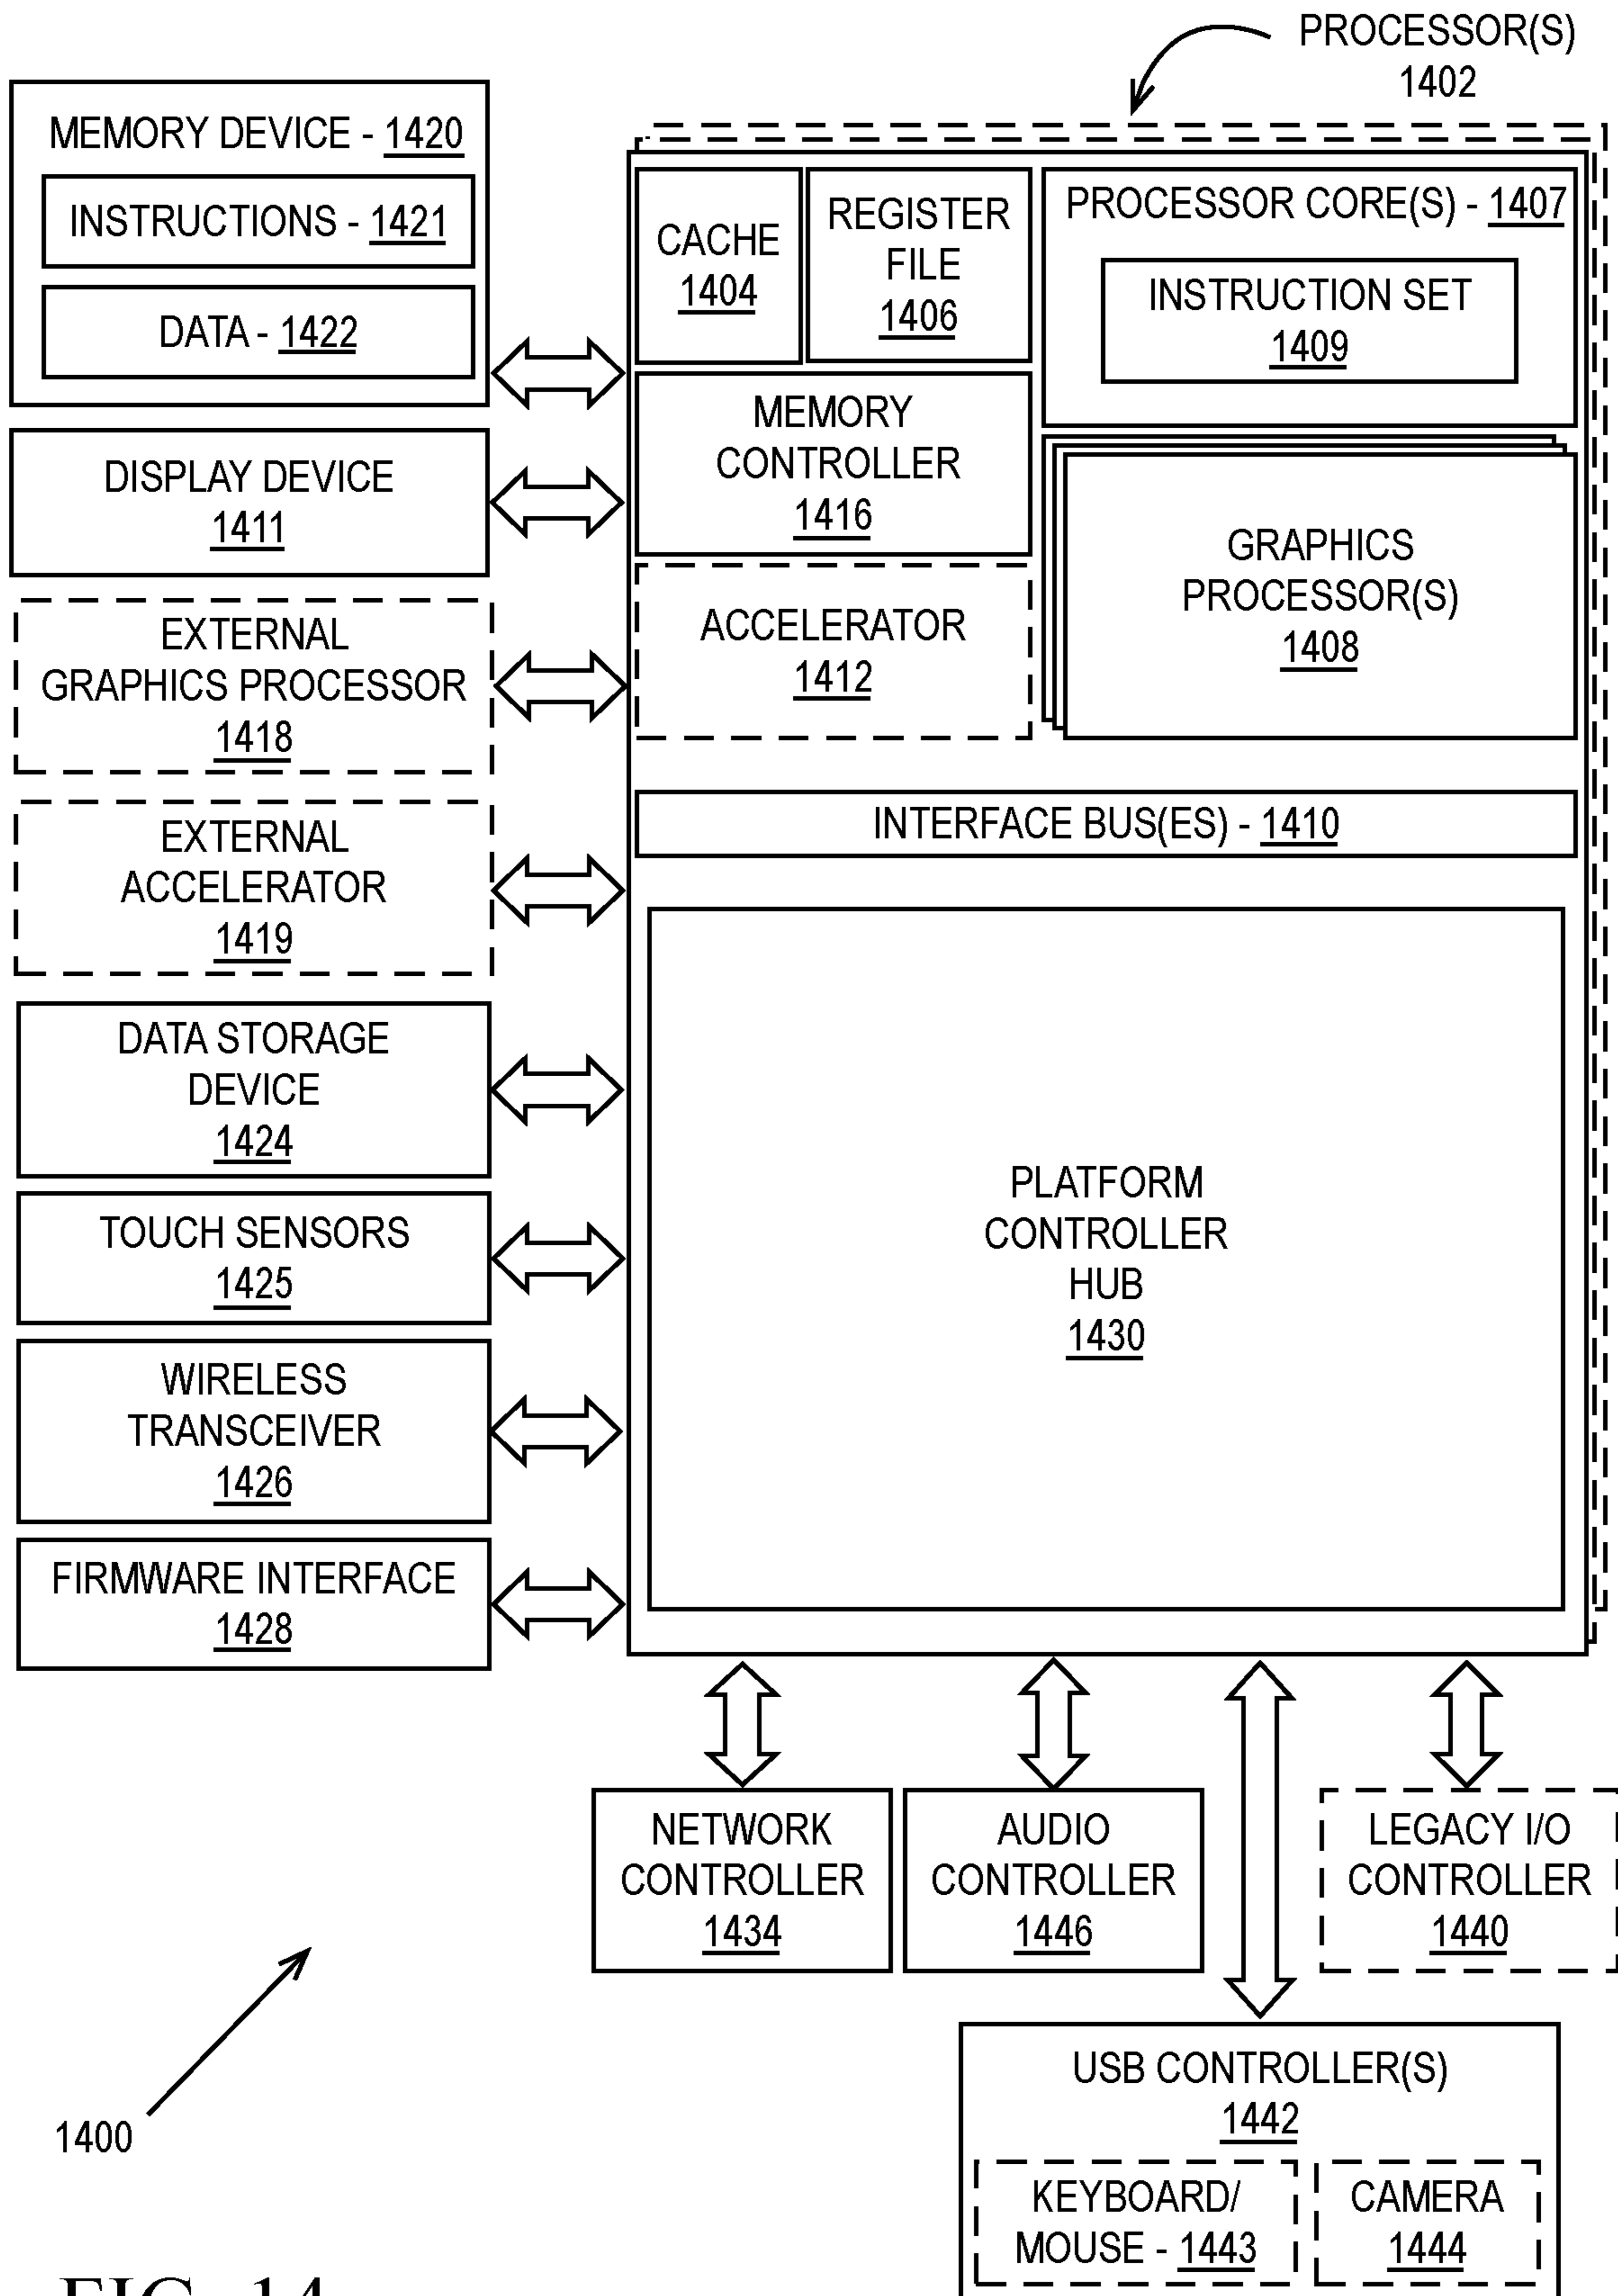 PROCESSOR(S)
1402
MEMORY DEVICE - 1420
INSTRUCTIONS - 1421
DATA - 1422
CACHE
1404
REGISTER
FILE
1406
PROCESSOR CORE(S) - 1407
INSTRUCTION SET
1409
MEMORY
CONTROLLER
1416
DISPLAY DEVICE
1411
GRAPHICS
PROCESSOR(S)
1408
EXTERNAL
GRAPHICS PROCESSOR
1418
ACCELERATOR
1412
INTERFACE BUS(ES) - 1410
EXTERNAL
ACCELERATOR
1419
DATA STORAGE
DEVICE
1424
PLATFORM
CONTROLLER
HUB
1430
TOUCH SENSORS
1425
WIRELESS
TRANSCEIVER
1426
FIRMWARE INTERFACE
1428
NETWORK
CONTROLLER
1434
AUDIO
CONTROLLER
1446
LEGACY I/O
CONTROLLER
1440
USB CONTROLLER(S)
1442
KEYBOARD/
MOUSE - 1443
CAMERA
1444
1400
FIG. 14